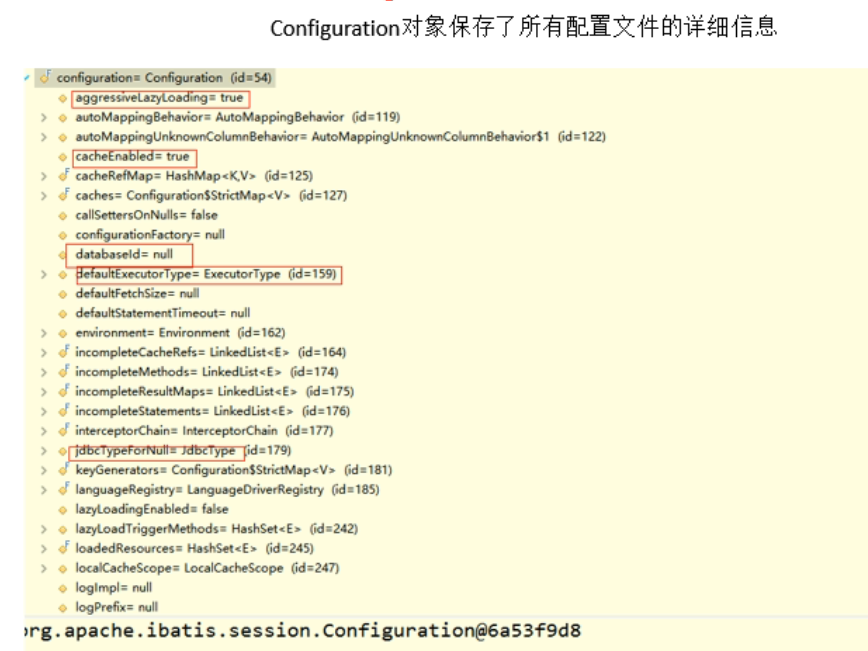 Configuration对象保存了所有配置文件的详细信息
configuration= Configuration (id=54)
aggressiveLazyLoading= true
autoMappingBehavior= AutoMappingBehavior (id=119)
autoMappingUnknownColumnBehavior= AutoMappingUnknownColumnBehavior$1 (id=122)
cacheEnabled= true
cacheRefMap= HashMap<K,V> (id=125)
caches= Configuration$StrictMap<V> (id=127)
callSettersOnNulls= false
configurationFactory= null
databaseId= null
defaultExecutorType= ExecutorType (id=159)
defaultFetchSize= null
defaultStatementTimeout= null
environment= Environment (id=162)
incompleteCacheRefs= LinkedList<E> (id=164)
incompleteMethods= LinkedList<E> (id=174)
incompleteResultMaps= LinkedList<E> (id=175)
incompleteStatements= LinkedList<E> (id=176)
interceptorChain= InterceptorChain (id=177)
jdbcTypeForNull= JdbcType (id=179)
keyGenerators= Configuration$StrictMap<V> (id=181)
languageRegistry= LanguageDriverRegistry (id=185)
lazyLoadingEnabled= false
lazyLoadTriggerMethods= HashSet<E> (id=242)
loadedResources= HashSet<E> (id=245)
localCacheScope= LocalCacheScope (id=247)
logImpl= null
logPrefix= null
org.apache.ibatis.session.Configuration@6a53f9d8